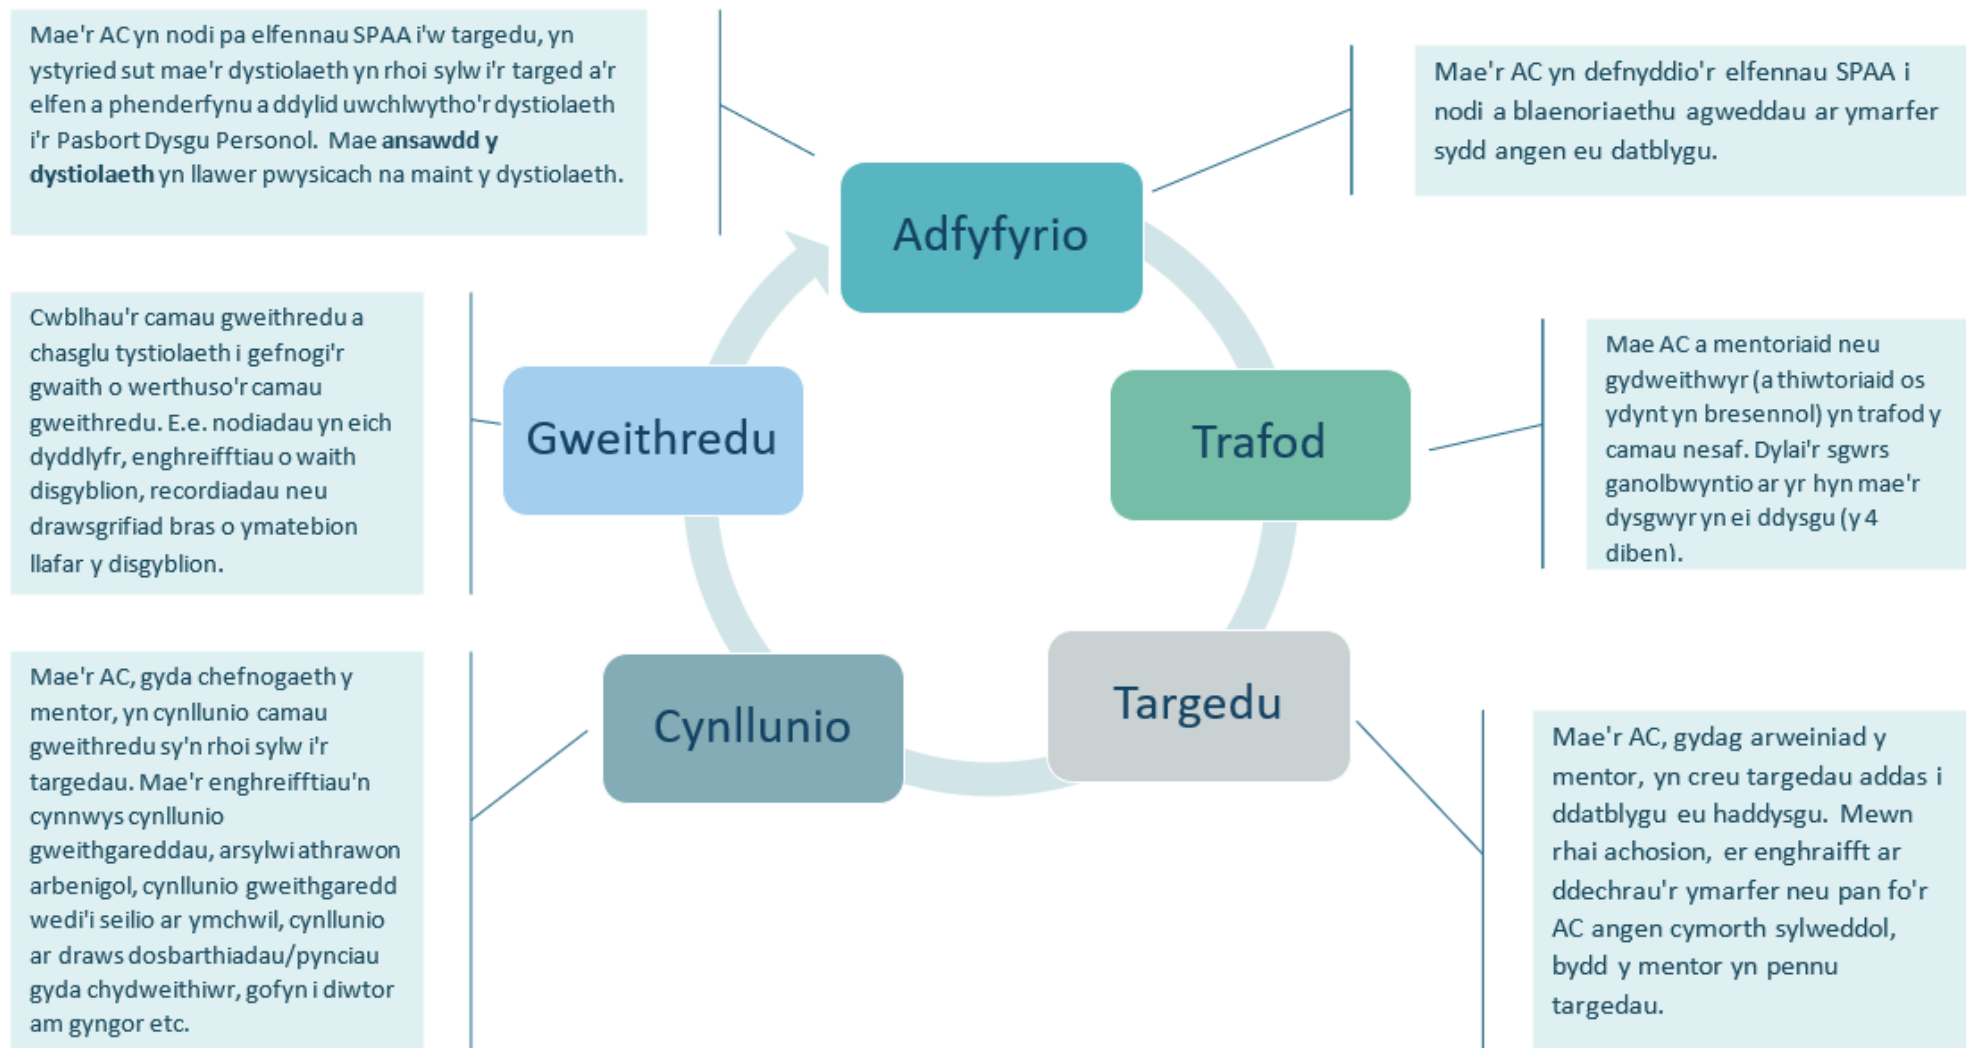 Mae'r AC yn nodi pa elfennau SPAA i'w targedu, yn
ystyried sut mae'r dystiolaeth yn rhoi sylw i'r targed a'r
elfen a phenderfynu a ddylid uwchlwytho'r dystiolaeth
i'r Pasbort Dysgu Personol. Mae ansawdd y
dystiolaeth yn llawer pwysicach na maint y dystiolaeth.
Mae'r AC yn defnyddio'r elfennau SPAA i
nodi a blaenoriaethu agweddau ar ymarfer
sydd angen eu datblygu.
Adfyfyrio
Cwblhau'r camau gweithredu a
chasglu tystiolaeth i gefnogi'r
gwaith o werthuso'r camau
gweithredu. E.e. nodiadau yn eich
dyddlyfr, enghreifftiau o waith
disgyblion, recordiadau neu
drawsgrifiad bras o ymatebion
llafar y disgyblion.
Gweithredu
Trafod
Mae AC a mentoriaid neu
gydweithwyr (a thiwtoriaid os
ydynt yn bresennol) yn trafod y
camau nesaf. Dylai'r sgwrs
ganolbwyntio ar yr hyn mae'r
dysgwyr yn ei ddysgu (y 4
diben).
Mae'r AC, gyda chefnogaeth y
mentor, yn cynllunio camau
gweithredu sy'n rhoi sylw i'r
targedau. Mae'r enghreifftiau'n
cynnwys cynllunio
gweithgareddau, arsylwi athrawon
arbenigol, cynllunio gweithgaredd
wedi'i seilio ar ymchwil, cynllunio
ar draws dosbarthiadau/pynciau
gyda chydweithiwr, gofyn i diwtor
am gyngor etc.
Cynllunio
Targedu
Mae'r AC, gydag arweiniad y
mentor, yn creu targedau addas i
ddatblygu eu haddysgu. Mewn
rhai achosion, er enghraifft ar
ddechrau'r ymarfer neu pan fo'r
AC angen cymorth sylweddol,
bydd y mentor yn pennu
targedau.